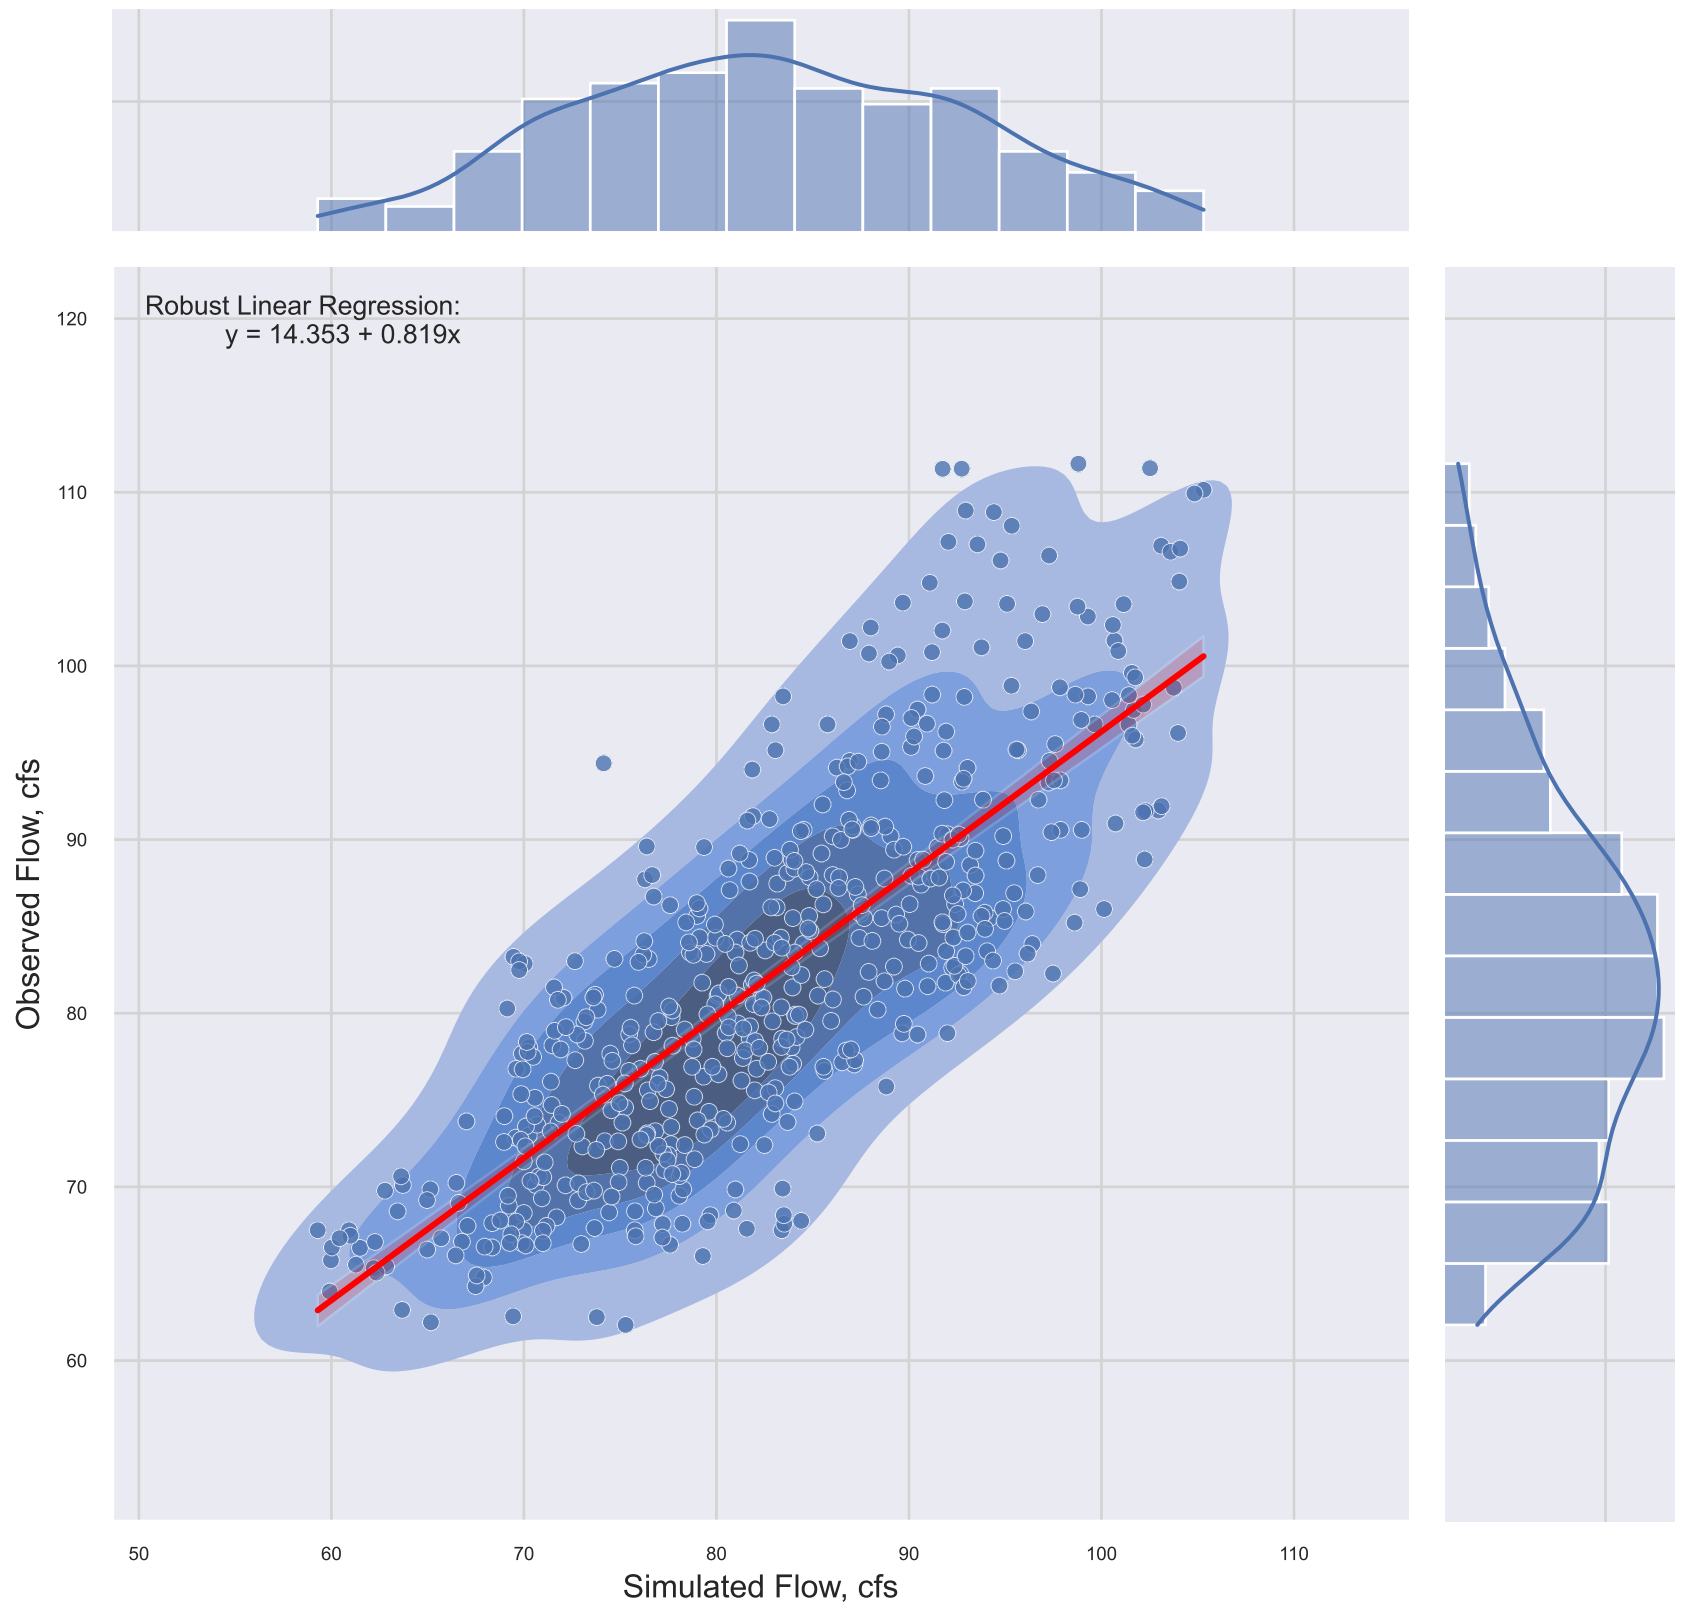 Robust Linear Regression:
y = 14.353 + 0.819x
120
110
100
90
80
70
60
Observed Flow, cfs
50 60 70 80 90 100 110
Simulated Flow, cfs